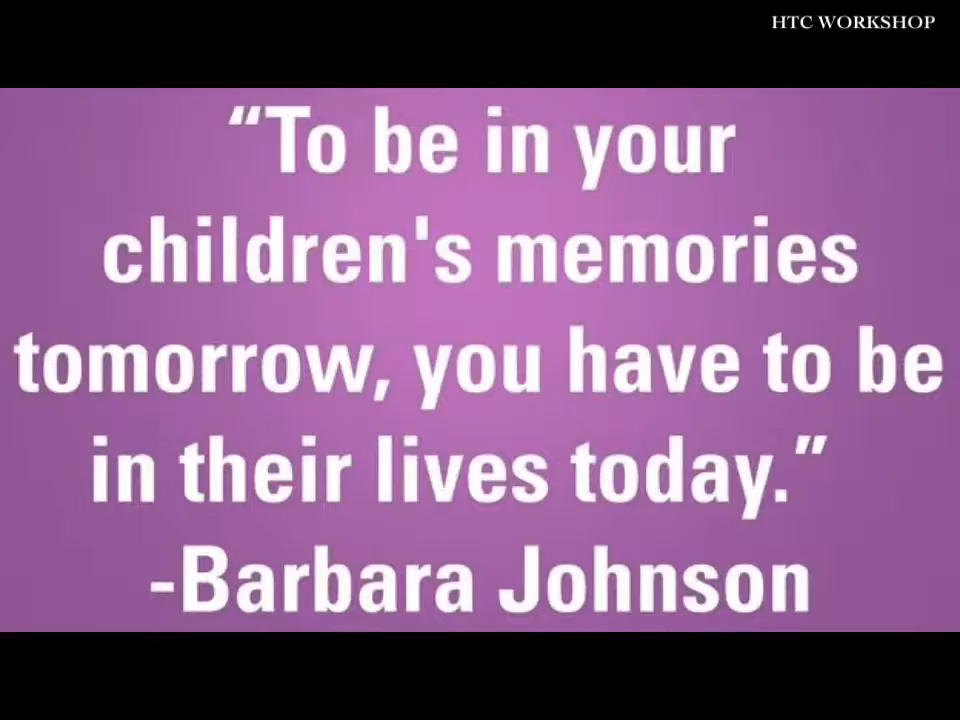 HTC WORKSHOP
“To be in your
children's memories
tomorrow, you have to be
in their lives today.”
-Barbara Johnson